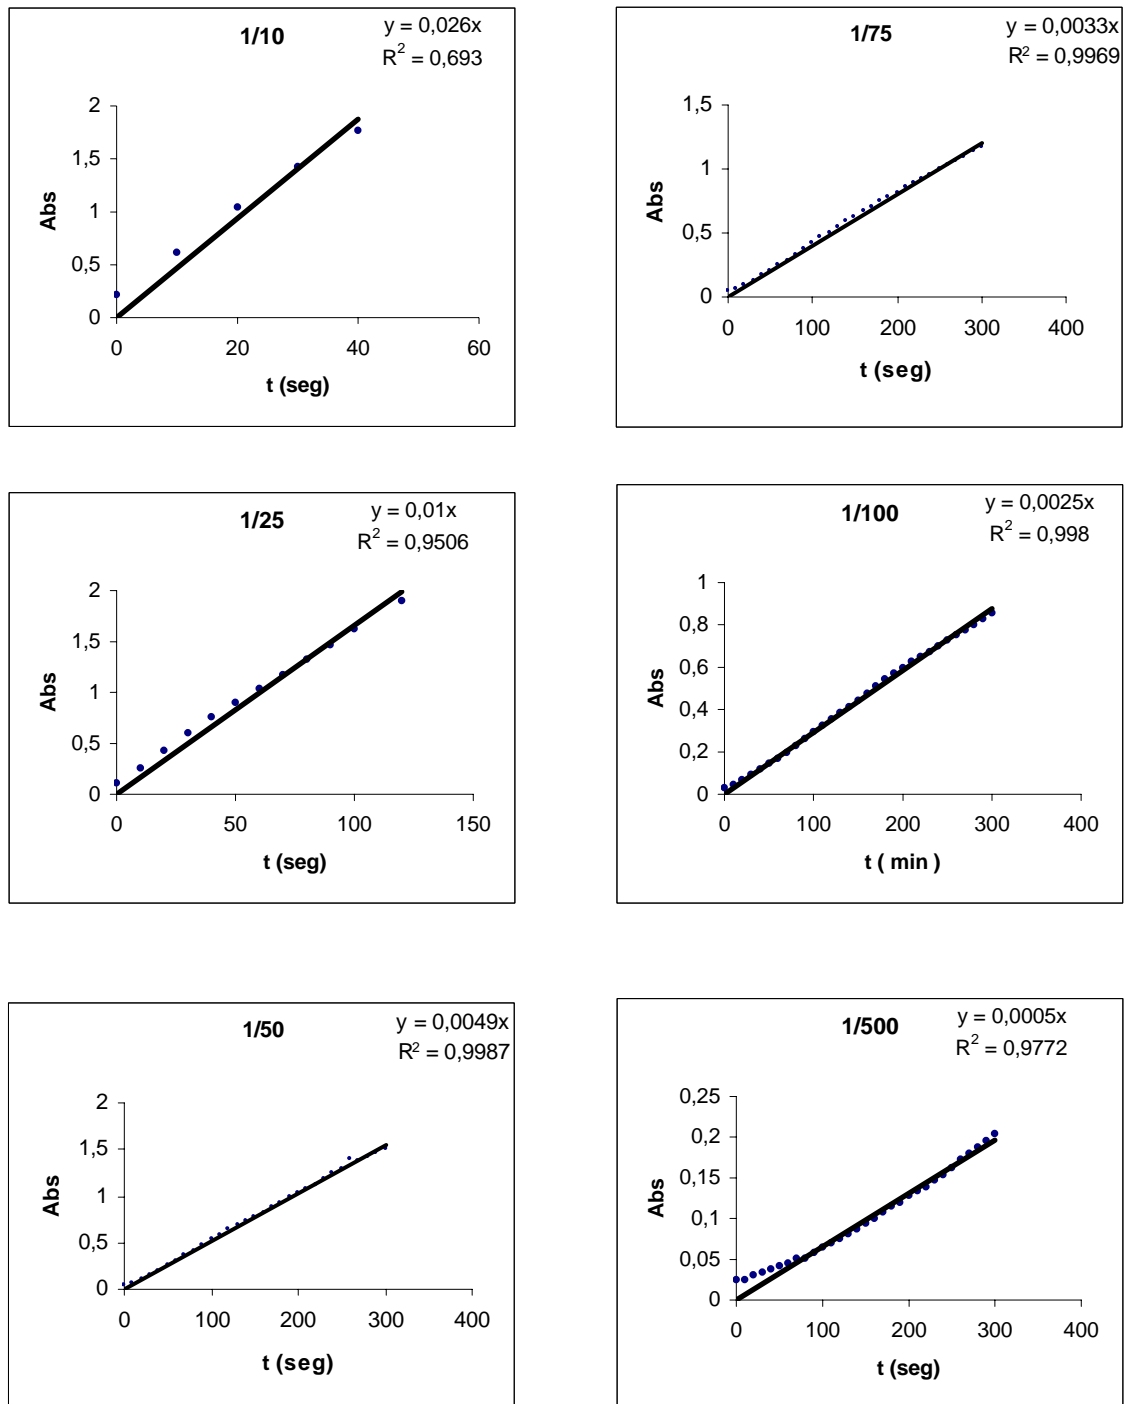 1/10
y = 0,026x
R² = 0,693
2
1,5
1
0,5
0
Abs
0 20 40 60
t (seg)
1/75
y = 0,0033x
R² = 0,9969
1,5
1
0,5
0
Abs
0 100 200 300 400
t (seg)
1/25
y = 0,01x
R² = 0,9506
2
1,5
1
0,5
0
Abs
0 50 100 150
t (seg)
1/100
y = 0,0025x
R² = 0,998
1
0,8
0,6
0,4
0,2
0
Abs
0 100 200 300 400
t ( min )
1/50
y = 0,0049x
R² = 0,9987
2
1,5
1
0,5
0
Abs
0 100 200 300 400
t (seg)
1/500
y = 0,0005x
R² = 0,9772
0,25
0,2
0,15
0,1
0,05
0
Abs
0 100 200 300 400
t (seg)